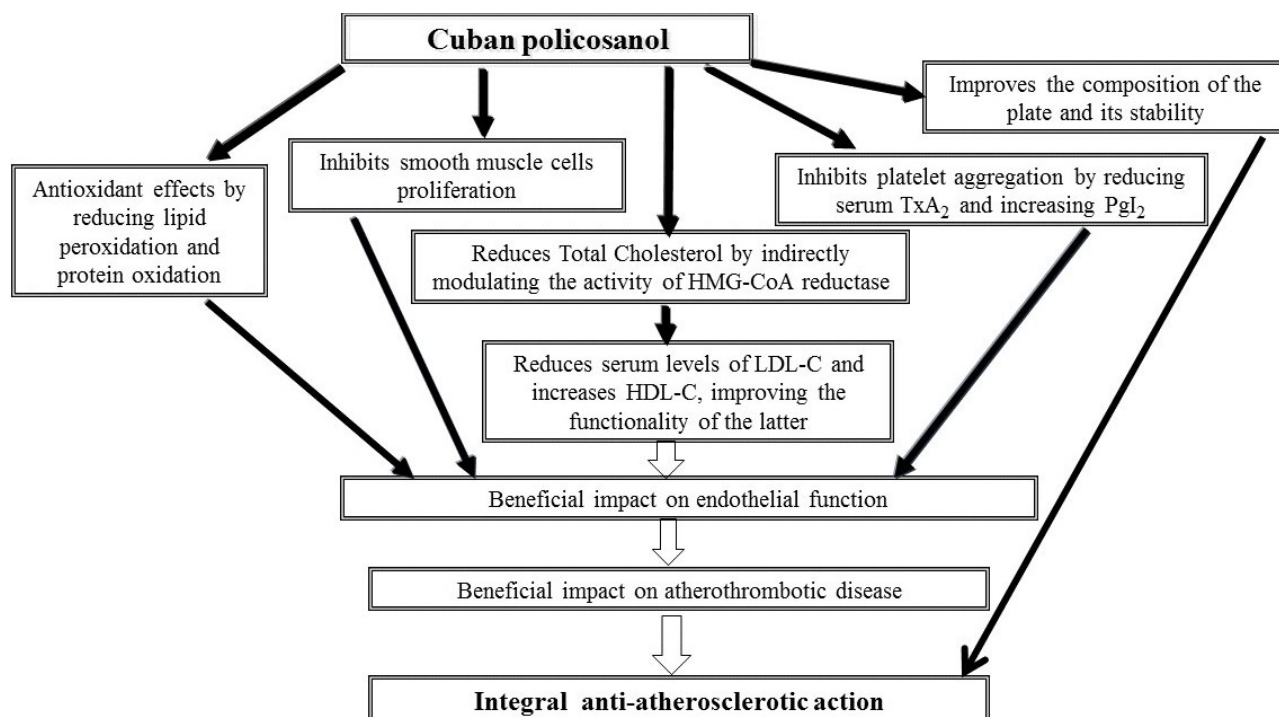 Cuban policosanol
Improves the composition of the
plate and its stability
Inhibits smooth muscle cells
proliferation
Antioxidant effects by
reducing lipid
peroxidation and
protein oxidation
Inhibits platelet aggregation by reducing
serum TxA₂ and increasing PgI₂
Reduces Total Cholesterol by indirectly
modulating the activity of HMG-CoA reductase
Reduces serum levels of LDL-C and
increases HDL-C, improving the
functionality of the latter
Beneficial impact on endothelial function
Beneficial impact on atherothrombotic disease
Integral anti-atherosclerotic action